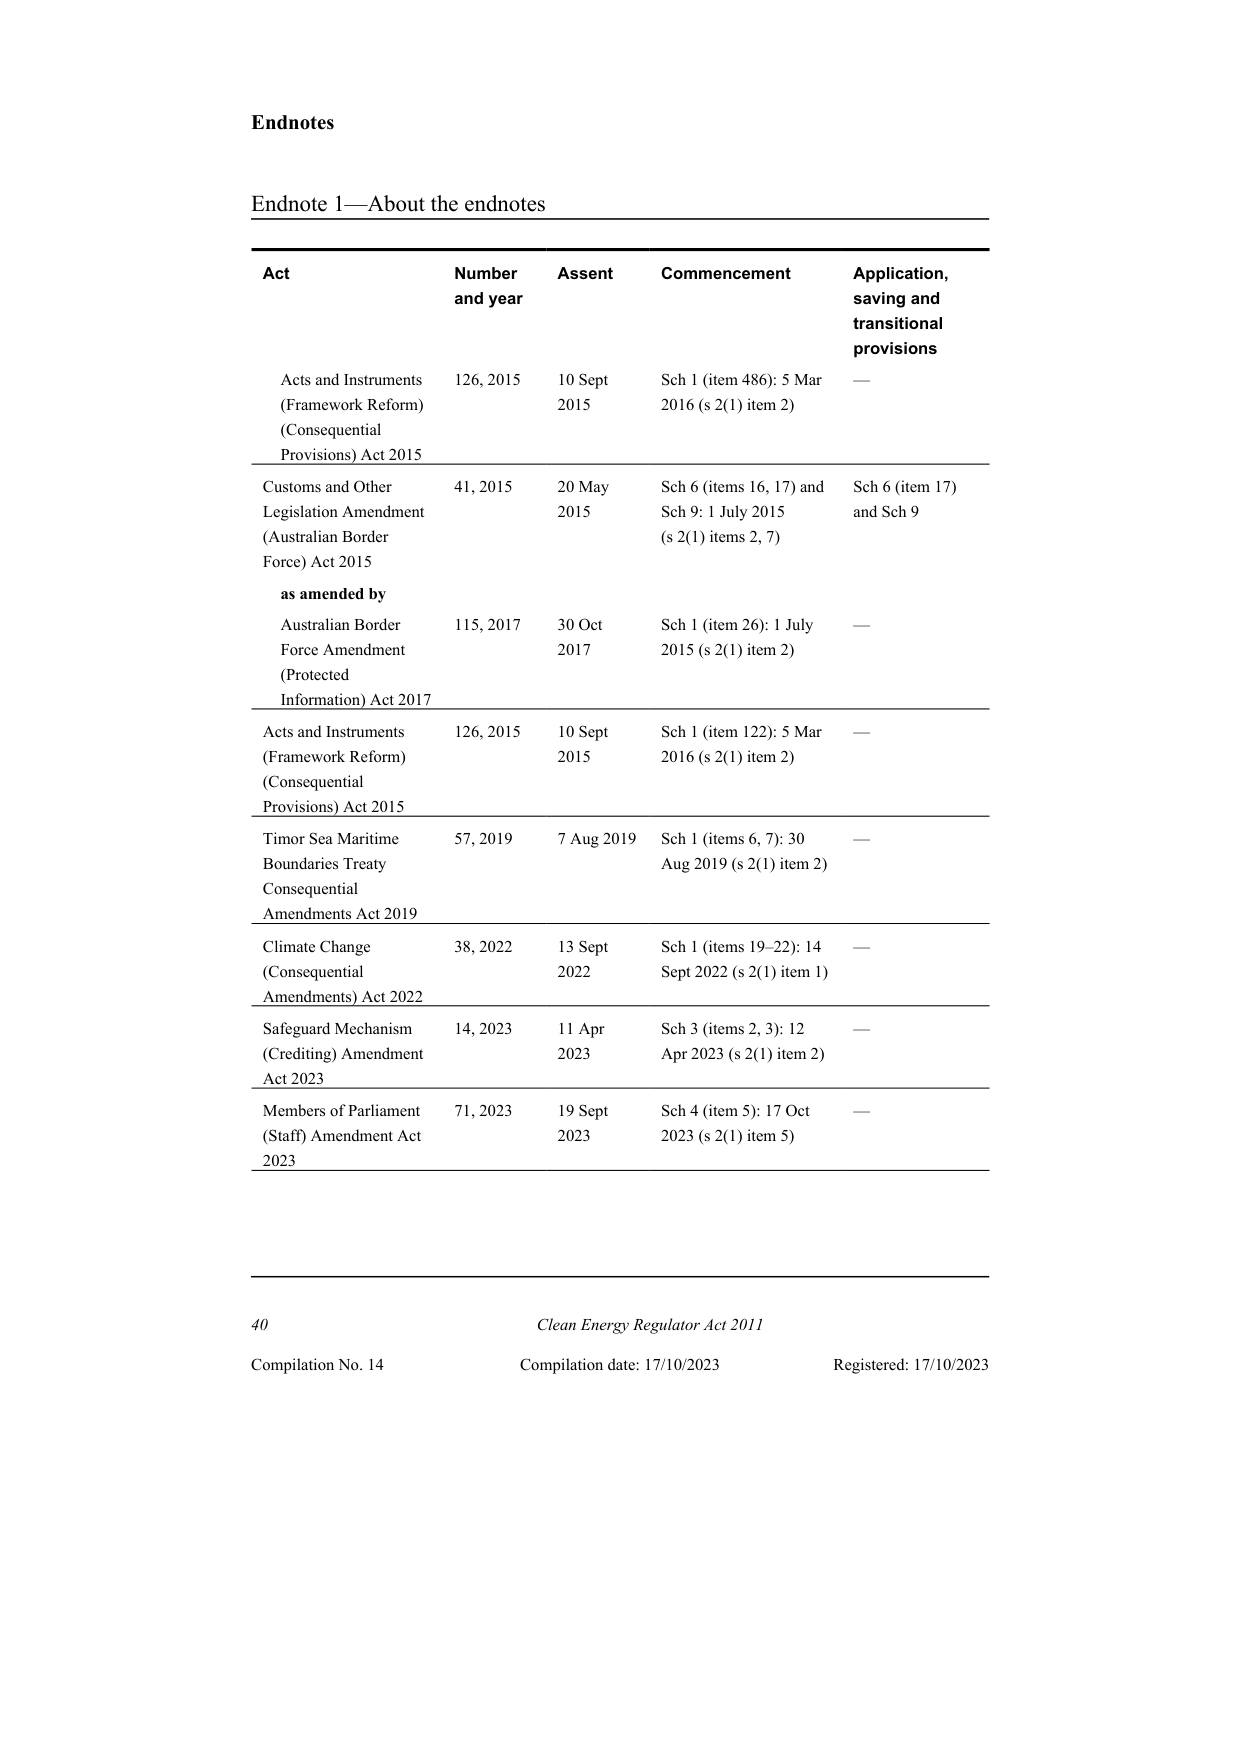 Endnotes
Endnote 1—About the endnotes
Act Number Assent Commencement Application,
and year saving and
transitional
provisions
Acts and Instruments 126, 2015 10 Sept Sch 1 (item 486): 5 Mar —
(Framework Reform) 2015 2016 (s 2(1) item 2)
(Consequential
Provisions) Act 2015
Customs and Other 41, 2015 20 May Sch 6 (items 16, 17) and Sch 6 (item 17)
Legislation Amendment 2015 Sch 9: 1 July 2015 and Sch 9
(Australian Border (s 2(1) items 2, 7)
Force) Act 2015
as amended by
Australian Border 115, 2017 30 Oct Sch 1 (item 26): 1 July —
Force Amendment 2017 2015 (s 2(1) item 2)
(Protected
Information) Act 2017
Acts and Instruments 126, 2015 10 Sept Sch 1 (item 122): 5 Mar —
(Framework Reform) 2015 2016 (s 2(1) item 2)
(Consequential
Provisions) Act 2015
Timor Sea Maritime 57, 2019 7 Aug 2019 Sch 1 (items 6, 7): 30 —
Boundaries Treaty Aug 2019 (s 2(1) item 2)
Consequential
Amendments Act 2019
Climate Change 38, 2022 13 Sept Sch 1 (items 19–22): 14 —
(Consequential 2022 Sept 2022 (s 2(1) item 1)
Amendments) Act 2022
Safeguard Mechanism 14, 2023 11 Apr Sch 3 (items 2, 3): 12 —
(Crediting) Amendment 2023 Apr 2023 (s 2(1) item 2)
Act 2023
Members of Parliament 71, 2023 19 Sept Sch 4 (item 5): 17 Oct —
(Staff) Amendment Act 2023 2023 (s 2(1) item 5)
2023
40 Clean Energy Regulator Act 2011
Compilation No. 14 Compilation date: 17/10/2023 Registered: 17/10/2023